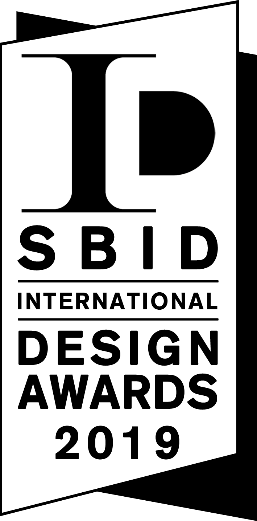 ID
SBID
INTERNATIONAL
DESIGN
AWARDS
2019